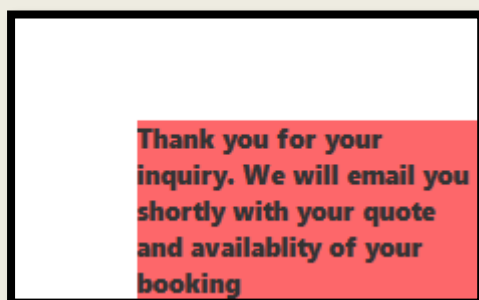 Thank you for your
inquiry. We will email you
shortly with your quote
and availablity of your
booking